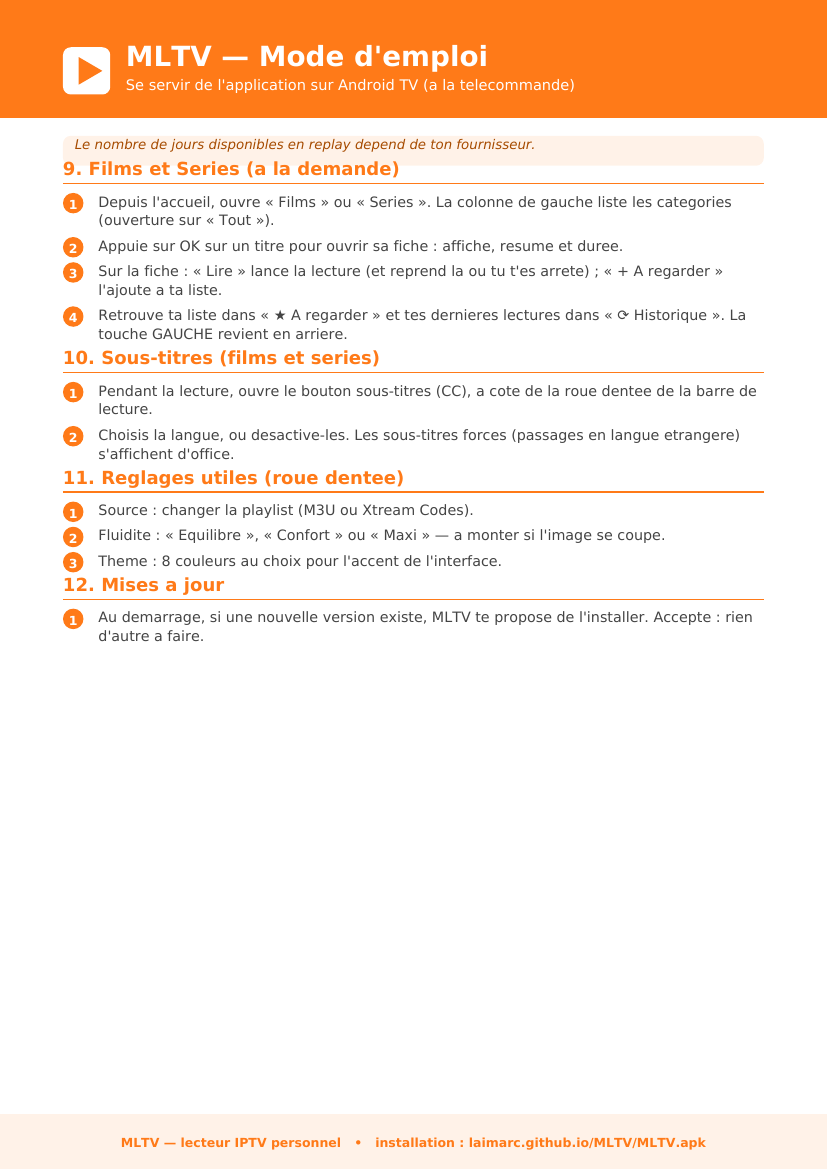 MLTV — Mode d'emploi
Se servir de l'application sur Android TV (a la telecommande)
Le nombre de jours disponibles en replay depend de ton fournisseur.
9. Films et Series (a la demande)
1 Depuis l'accueil, ouvre « Films » ou « Series ». La colonne de gauche liste les categories
(ouverture sur « Tout »).
2 Appuie sur OK sur un titre pour ouvrir sa fiche : affiche, resume et duree.
3 Sur la fiche : « Lire » lance la lecture (et reprend la ou tu t'es arrete) ; « + A regarder »
l'ajoute a ta liste.
4 Retrouve ta liste dans « ★ A regarder » et tes dernieres lectures dans « ⟳ Historique ». La
touche GAUCHE revient en arriere.
10. Sous-titres (films et series)
1 Pendant la lecture, ouvre le bouton sous-titres (CC), a cote de la roue dentee de la barre de
lecture.
2 Choisis la langue, ou desactive-les. Les sous-titres forces (passages en langue etrangere)
s'affichent d'office.
11. Reglages utiles (roue dentee)
1 Source : changer la playlist (M3U ou Xtream Codes).
2 Fluidite : « Equilibre », « Confort » ou « Maxi » — a monter si l'image se coupe.
3 Theme : 8 couleurs au choix pour l'accent de l'interface.
12. Mises a jour
1 Au demarrage, si une nouvelle version existe, MLTV te propose de l'installer. Accepte : rien
d'autre a faire.
MLTV — lecteur IPTV personnel • installation : laimarc.github.io/MLTV/MLTV.apk